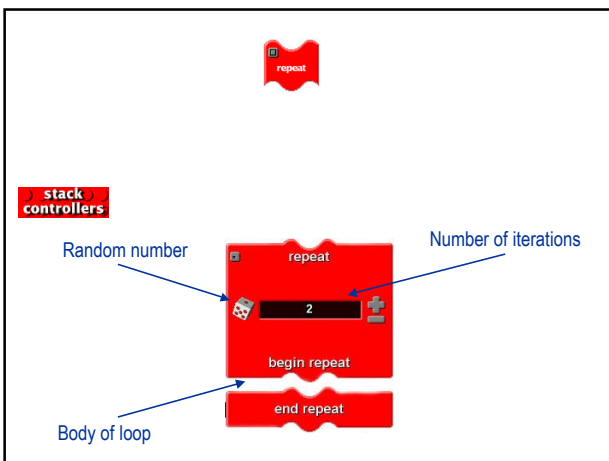 repeat
stack
controllers
Random number
Number of iterations
repeat
2
begin repeat
end repeat
Body of loop